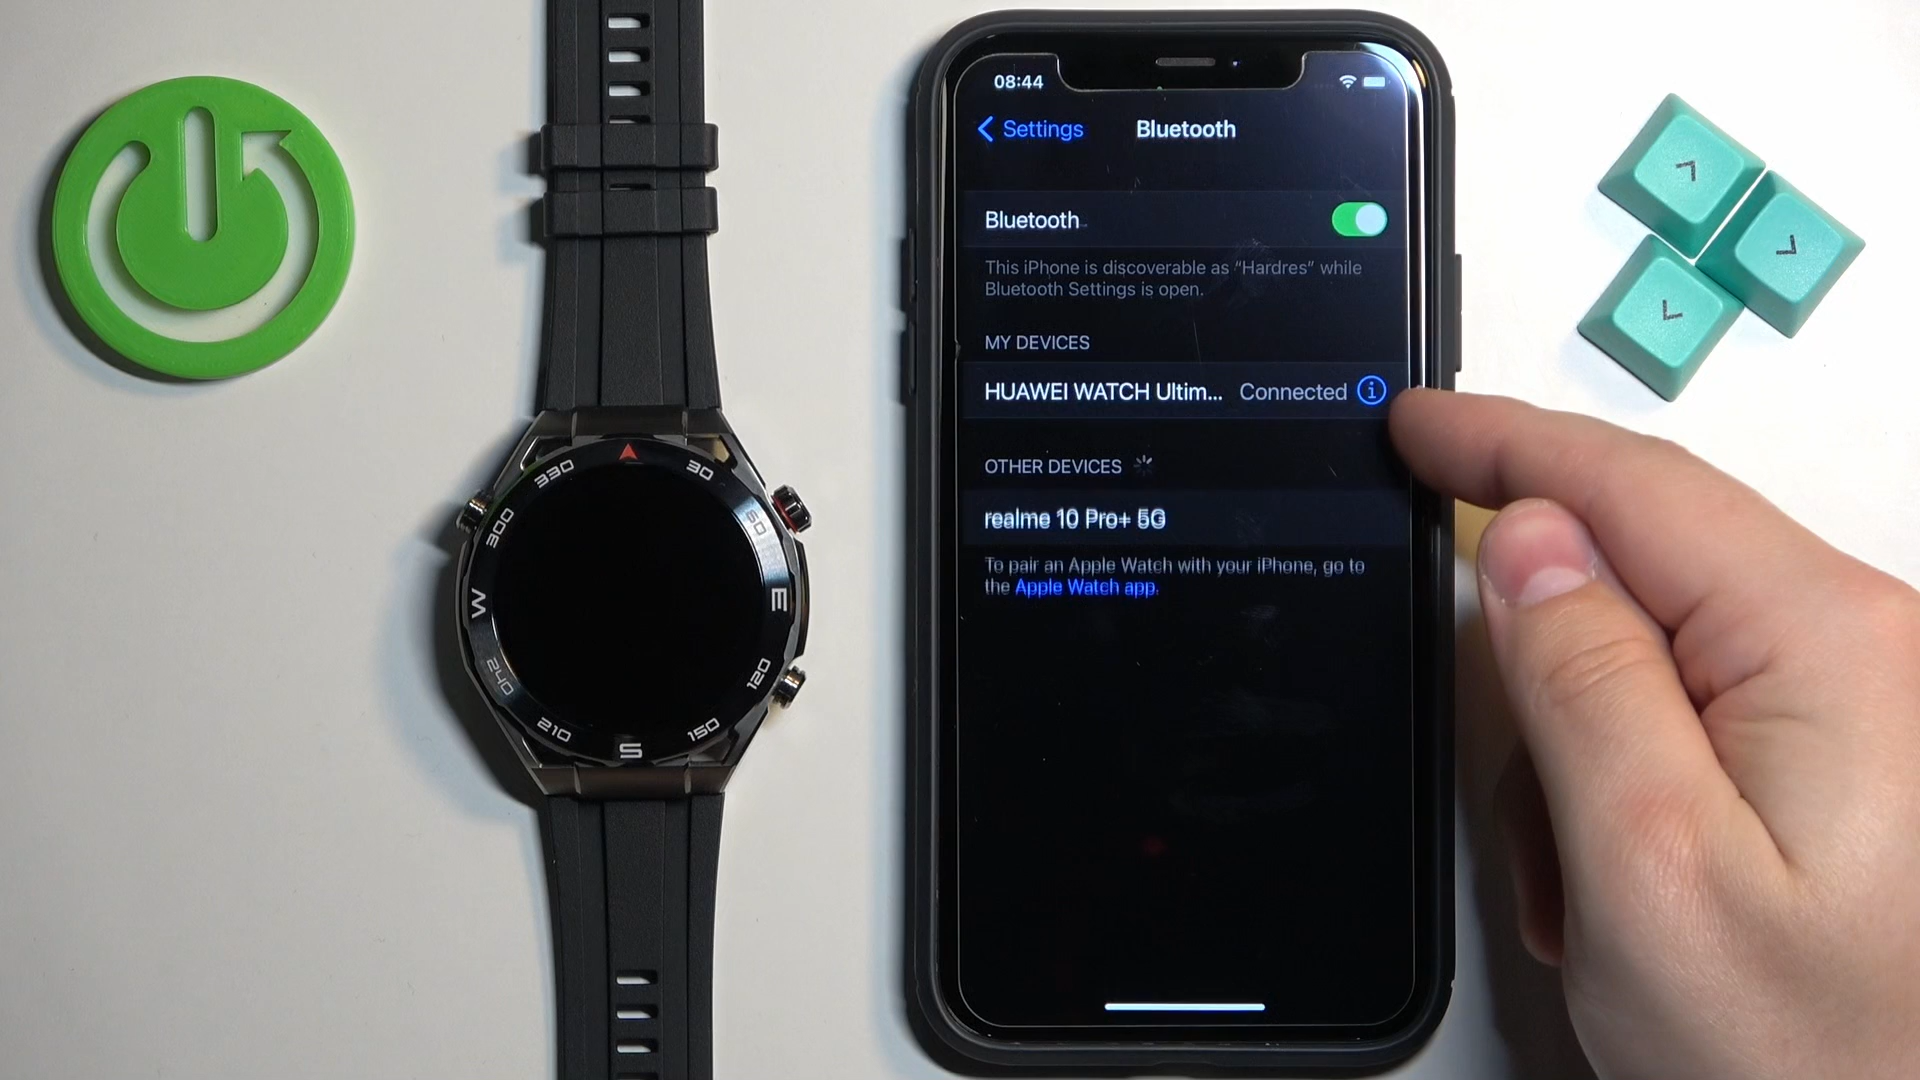 08:44
Settings
Bluetooth
Bluetooth
This iPhone is discoverable as “Hardres” while
Bluetooth Settings is open.
MY DEVICES
HUAWEI WATCH Ultim... Connected
OTHER DEVICES
realme 10 Pro+ 5G
To pair an Apple Watch with your iPhone, go to
the Apple Watch app.
330
30
300
60
W
E
240
120
210
150
S